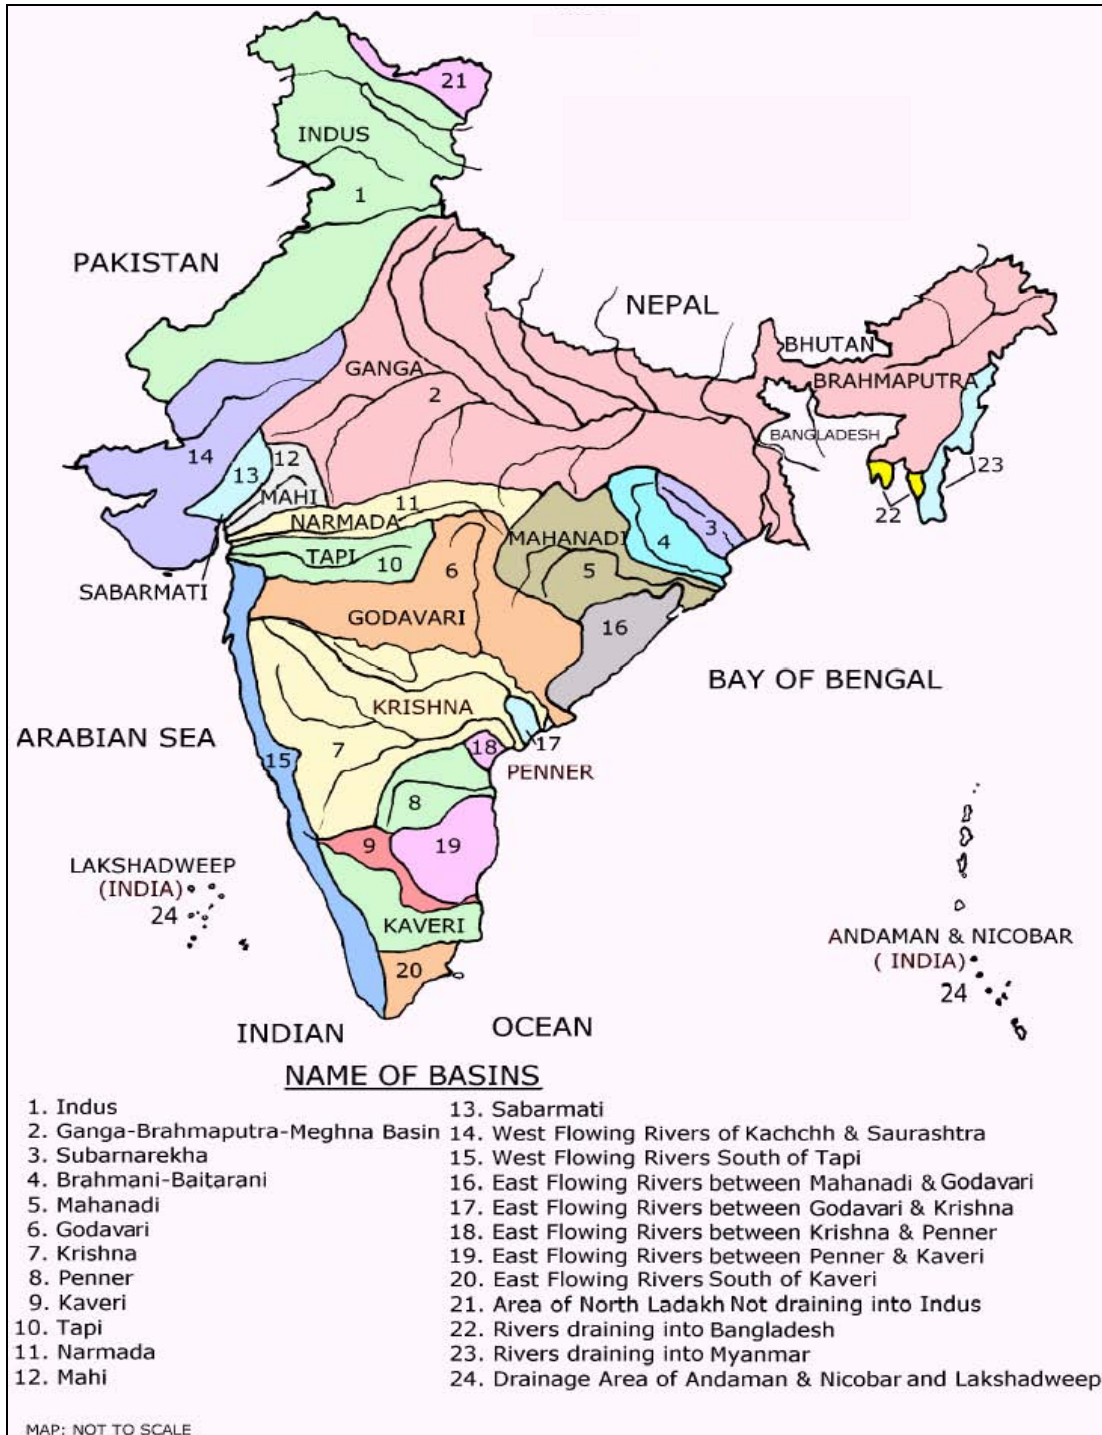 21
INDUS
1
PAKISTAN
NEPAL
BHUTAN
GANGA
BRAHMAPUTRA
2
BANGLADESH
14
12
13
23
MAHI
11
22
NARMADA
3
MAHANADI
4
TAPI
10
6
5
SABARMATI
GODAVARI
16
BAY OF BENGAL
KRISHNA
ARABIAN SEA
7
18
17
15
PENNER
8
9
19
LAKSHADWEEP
(INDIA)
24
KAVERI
ANDAMAN & NICOBAR
( INDIA)
20
24
INDIAN
OCEAN
NAME OF BASINS
1. Indus
2. Ganga-Brahmaputra-Meghna Basin
3. Subarnarekha
4. Brahmani-Baitarani
5. Mahanadi
6. Godavari
7. Krishna
8. Penner
9. Kaveri
10. Tapi
11. Narmada
12. Mahi
13. Sabarmati
14. West Flowing Rivers of Kachchh & Saurashtra
15. West Flowing Rivers South of Tapi
16. East Flowing Rivers between Mahanadi & Godavari
17. East Flowing Rivers between Godavari & Krishna
18. East Flowing Rivers between Krishna & Penner
19. East Flowing Rivers between Penner & Kaveri
20. East Flowing Rivers South of Kaveri
21. Area of North Ladakh Not draining into Indus
22. Rivers draining into Bangladesh
23. Rivers draining into Myanmar
24. Drainage Area of Andaman & Nicobar and Lakshadweep
MAP: NOT TO SCALE